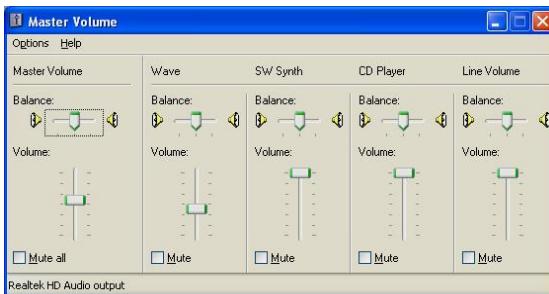 Master Volume
Options Help
Master Volume Wave SW Synth CD Player Line Volume
Balance: Balance: Balance: Balance: Balance:
Volume: Volume: Volume: Volume: Volume:
Mute all Mute Mute Mute Mute
Realtek HD Audio output